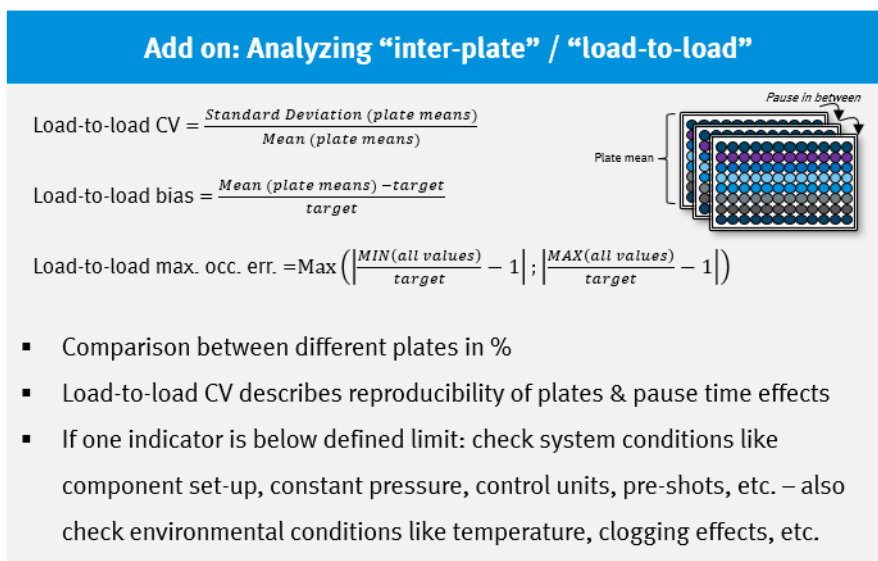 Add on: Analyzing “inter-plate” / “load-to-load”
Pause in between
Load-to-load CV = Standard Deviation (plate means) / Mean (plate means)
Plate mean
Load-to-load bias = Mean (plate means) −target / target
Load-to-load max. occ. err. =Max (|MIN(all values) / target − 1| ; |MAX(all values) / target − 1|)
▪ Comparison between different plates in %
▪ Load-to-load CV describes reproducibility of plates & pause time effects
▪ If one indicator is below defined limit: check system conditions like
component set-up, constant pressure, control units, pre-shots, etc. – also
check environmental conditions like temperature, clogging effects, etc.